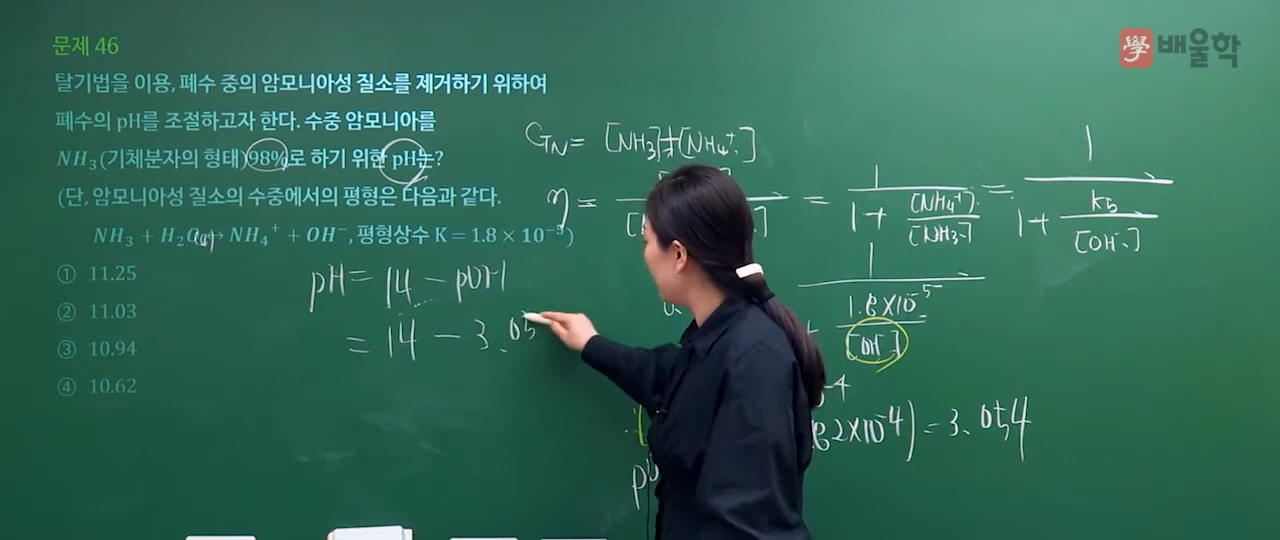 문제 46
學 배울학
탈기법을 이용, 폐수 중의 암모니아성 질소를 제거하기 위하여
폐수의 pH를 조절하고자 한다. 수중 암모니아를
NH₃(기체분자의 형태) 98%로 하기 위한 pH는?
(단, 암모니아성 질소의 수중에서의 평형은 다음과 같다.
NH₃ + H₂O ↔ NH₄⁺ + OH⁻, 평형상수 K = 1.8 × 10⁻⁵)
① 11.25
② 11.03
③ 10.94
④ 10.62
pH = 14 - pOH
= 14 - 3.05
[NH₃] + [NH₄⁺]
η =
= 1 / (1 + [NH₄⁺]/[NH₃]) = 1 / (1 + Kb/[OH⁻])
1
1.8×10⁻⁵
[OH⁻]
2×10⁻⁴) = 3.054